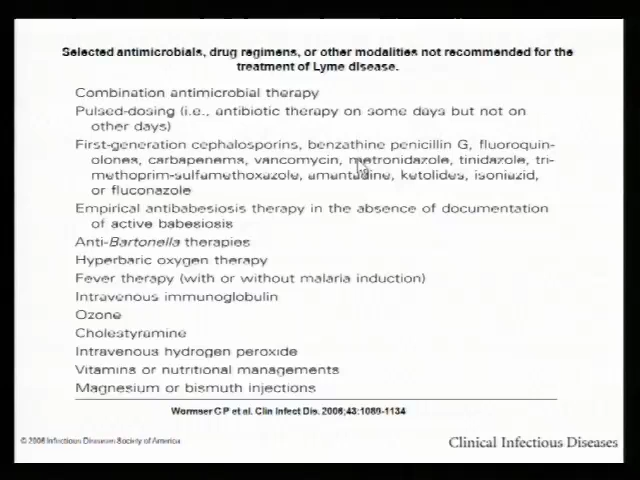 Selected antimicrobials, drug regimens, or other modalities not recommended for the
treatment of Lyme disease.
Combination antimicrobial therapy
Pulsed-dosing (i.e., antibiotic therapy on some days but not on
other days)
First-generation cephalosporins, benzathine penicillin G, fluoroquin-
olones, carbapenems, vancomycin, metronidazole, tinidazole, tri-
methoprim-sulfamethoxazole, amantadine, ketolides, isoniazid,
or fluconazole
Empirical antibabesiosis therapy in the absence of documentation
of active babesiosis
Anti-Bartonella therapies
Hyperbaric oxygen therapy
Fever therapy (with or without malaria induction)
Intravenous immunoglobulin
Ozone
Cholestyramine
Intravenous hydrogen peroxide
Vitamins or nutritional managements
Magnesium or bismuth injections
Wormser G P et al. Clin Infect Dis. 2006;43:1089-1134
© 2006 Infectious Diseases Society of America
Clinical Infectious Diseases